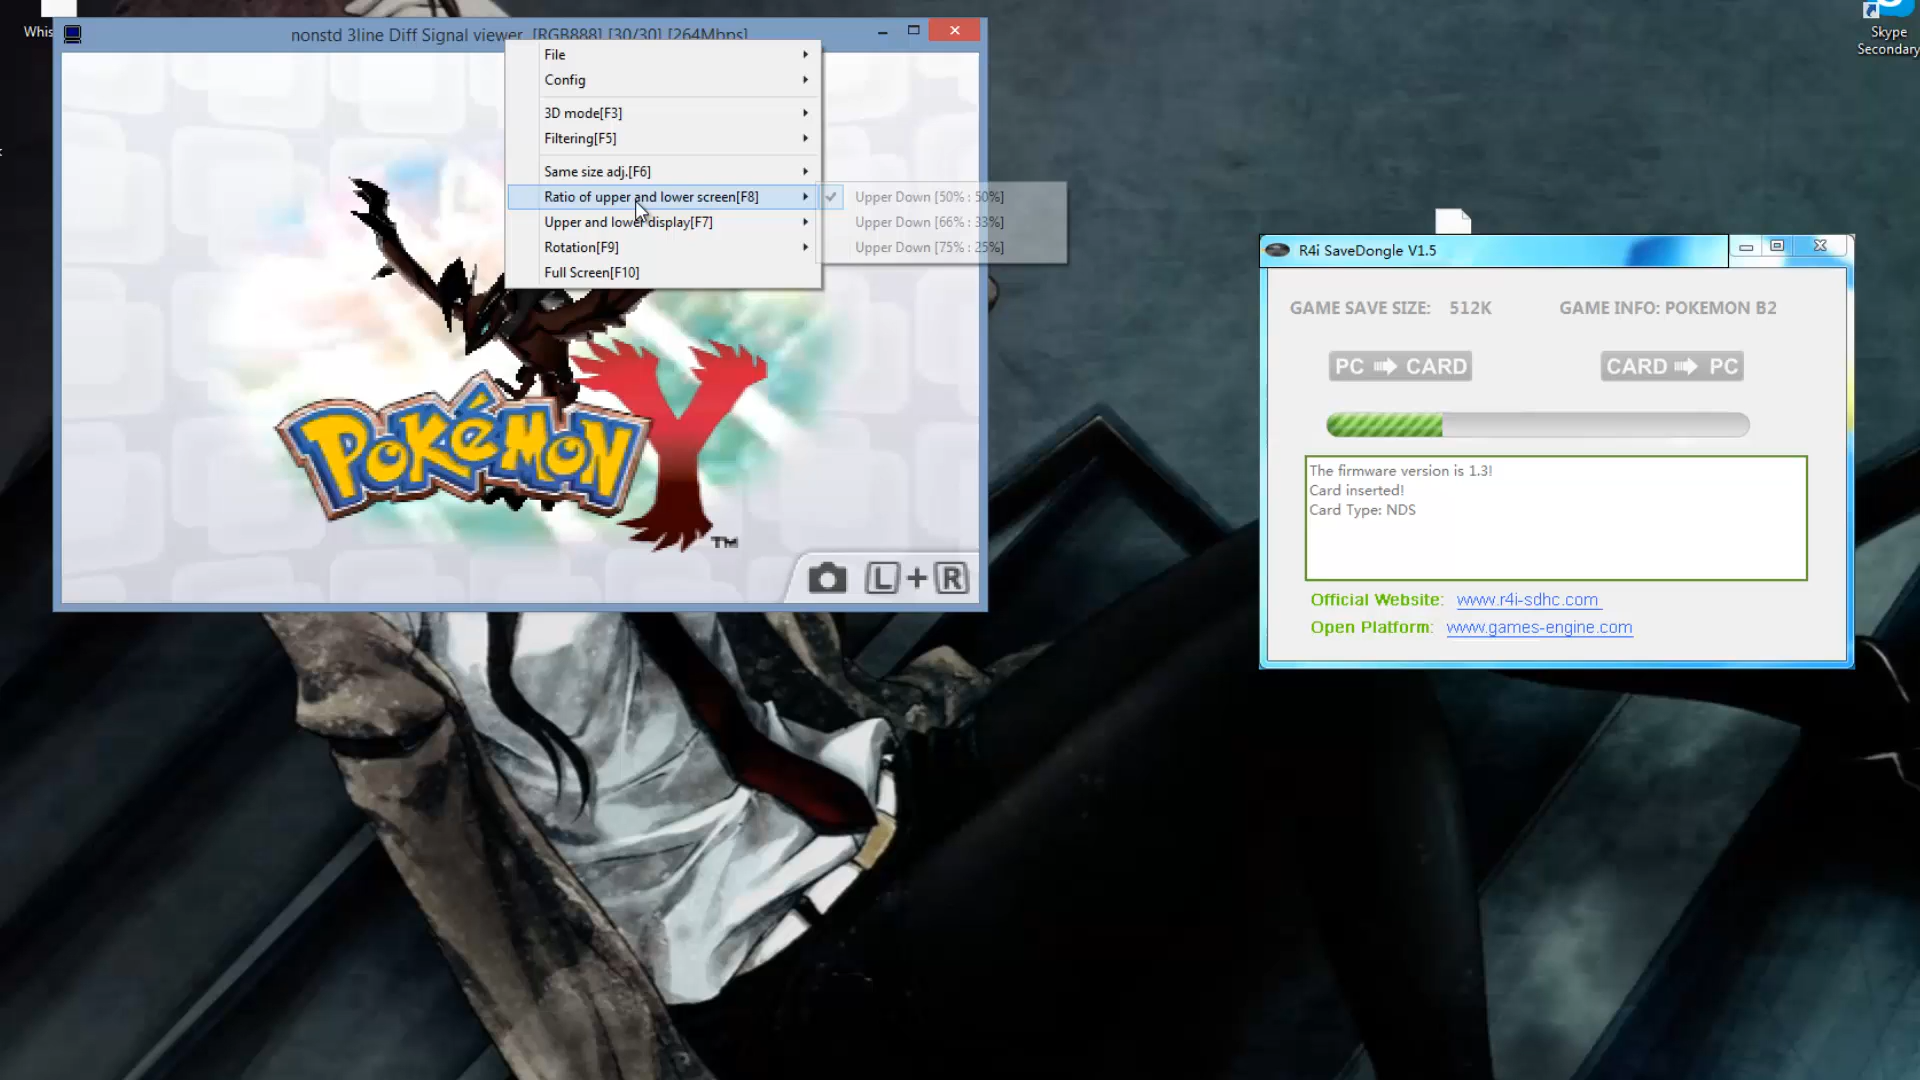 Whis
nonstd 3line Diff Signal viewer [RGB888] [30/30] [264Mbps]
File
Config
3D mode[F3]
Filtering[F5]
Same size adj.[F6]
Ratio of upper and lower screen[F8]
Upper Down [50% : 50%]
Upper and lower display[F7]
Upper Down [66% : 33%]
Rotation[F9]
Upper Down [75% : 25%]
Full Screen[F10]
POKéMON Y
TM
L + R
Skype
Secondary
R4i SaveDongle V1.5
GAME SAVE SIZE: 512K
GAME INFO: POKEMON B2
PC CARD
CARD PC
The firmware version is 1.3!
Card inserted!
Card Type: NDS
Official Website: www.r4i-sdhc.com
Open Platform: www.games-engine.com